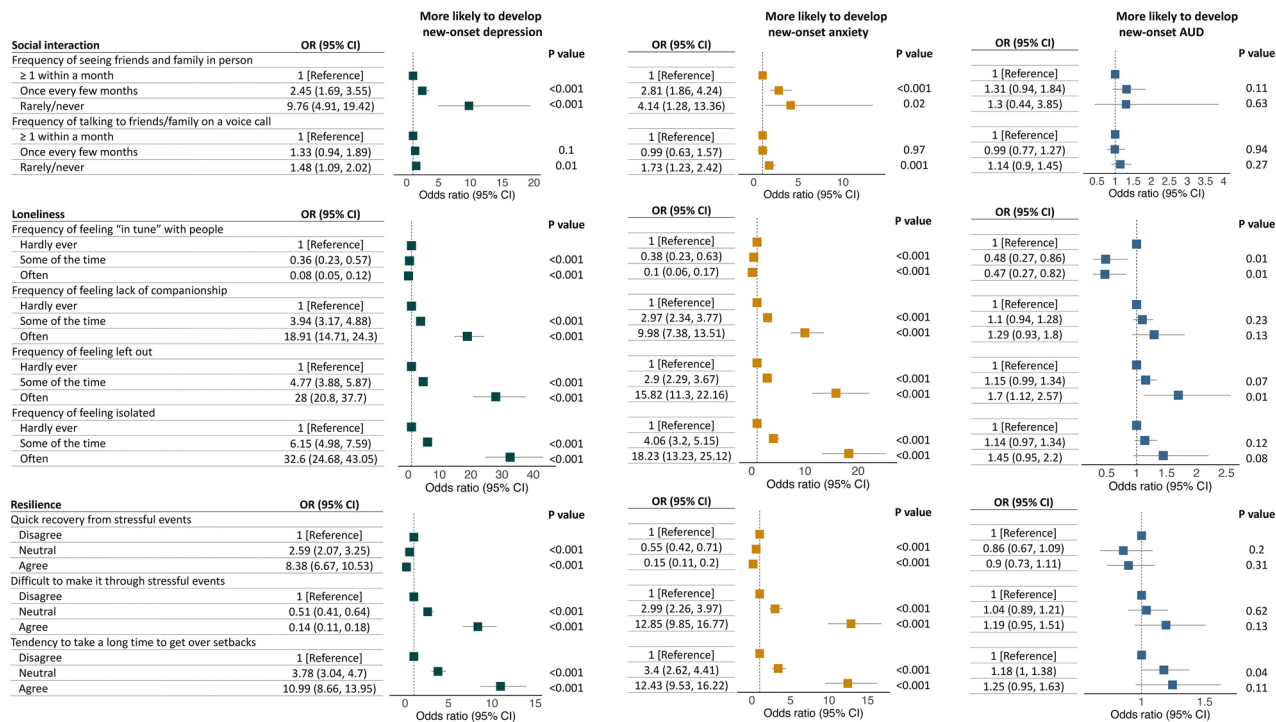 More likely to develop new-onset depression More likely to develop new-onset anxiety More likely to develop new-onset AUD
Social interaction OR (95% CI) P value OR (95% CI) P value OR (95% CI) P value
Frequency of seeing friends and family in person
≥ 1 within a month 1 [Reference] 1 [Reference] 1 [Reference]
Once every few months 2.45 (1.69, 3.55) <0.001 2.81 (1.86, 4.24) <0.001 1.31 (0.94, 1.84) 0.11
Rarely/never 9.76 (4.91, 19.42) <0.001 4.14 (1.28, 13.36) 0.02 1.3 (0.44, 3.85) 0.63
Frequency of talking to friends/family on a voice call
≥ 1 within a month 1 [Reference] 1 [Reference] 1 [Reference]
Once every few months 1.33 (0.94, 1.89) 0.1 0.99 (0.63, 1.57) 0.97 0.99 (0.77, 1.27) 0.94
Rarely/never 1.48 (1.09, 2.02) 0.01 1.73 (1.23, 2.42) 0.001 1.14 (0.9, 1.45) 0.27
0 5 10 15 20 0 5 10 0.5 1 1.5 2 2.5 3 3.5 4
Odds ratio (95% CI) Odds ratio (95% CI) Odds ratio (95% CI)
Loneliness OR (95% CI) P value OR (95% CI) P value OR (95% CI) P value
Frequency of feeling “in tune” with people
Hardly ever 1 [Reference] 1 [Reference] 1 [Reference]
Some of the time 0.36 (0.23, 0.57) <0.001 0.38 (0.23, 0.63) <0.001 0.48 (0.27, 0.86) 0.01
Often 0.08 (0.05, 0.12) <0.001 0.1 (0.06, 0.17) <0.001 0.47 (0.27, 0.82) 0.01
Frequency of feeling lack of companionship
Hardly ever 1 [Reference] 1 [Reference] 1 [Reference]
Some of the time 3.94 (3.17, 4.88) <0.001 2.97 (2.34, 3.77) <0.001 1.1 (0.94, 1.28) 0.23
Often 18.91 (14.71, 24.3) <0.001 9.98 (7.38, 13.51) <0.001 1.29 (0.93, 1.8) 0.13
Frequency of feeling left out
Hardly ever 1 [Reference] 1 [Reference] 1 [Reference]
Some of the time 4.77 (3.88, 5.87) <0.001 2.9 (2.29, 3.67) <0.001 1.15 (0.99, 1.34) 0.07
Often 28 (20.8, 37.7) <0.001 15.82 (11.3, 22.16) <0.001 1.7 (1.12, 2.57) 0.01
Frequency of feeling isolated
Hardly ever 1 [Reference] 1 [Reference] 1 [Reference]
Some of the time 6.15 (4.98, 7.59) <0.001 4.06 (3.2, 5.15) <0.001 1.14 (0.97, 1.34) 0.12
Often 32.6 (24.68, 43.05) <0.001 18.23 (13.23, 25.12) <0.001 1.45 (0.95, 2.2) 0.08
0 10 20 30 40 0 5 10 15 20 25 0.5 1 1.5 2 2.5
Odds ratio (95% CI) Odds ratio (95% CI) Odds ratio (95% CI)
Resilience OR (95% CI) P value OR (95% CI) P value OR (95% CI) P value
Quick recovery from stressful events
Disagree 1 [Reference] 1 [Reference] 1 [Reference]
Neutral 2.59 (2.07, 3.25) <0.001 0.55 (0.42, 0.71) <0.001 0.86 (0.67, 1.09) 0.2
Agree 8.38 (6.67, 10.53) <0.001 0.15 (0.11, 0.2) <0.001 0.9 (0.73, 1.11) 0.31
Difficult to make it through stressful events
Disagree 1 [Reference] 1 [Reference] 1 [Reference]
Neutral 0.51 (0.41, 0.64) <0.001 2.99 (2.26, 3.97) <0.001 1.04 (0.89, 1.21) 0.62
Agree 0.14 (0.11, 0.18) <0.001 12.85 (9.85, 16.77) <0.001 1.19 (0.95, 1.51) 0.13
Tendency to take a long time to get over setbacks
Disagree 1 [Reference] 1 [Reference] 1 [Reference]
Neutral 3.78 (3.04, 4.7) <0.001 3.4 (2.62, 4.41) <0.001 1.18 (1, 1.38) 0.04
Agree 10.99 (8.66, 13.95) <0.001 12.43 (9.53, 16.22) <0.001 1.25 (0.95, 1.63) 0.11
0 5 10 15 0 5 10 15 1 1.5
Odds ratio (95% CI) Odds ratio (95% CI) Odds ratio (95% CI)